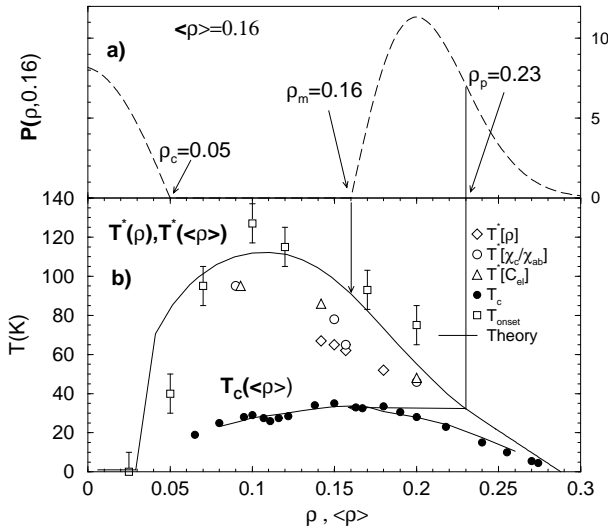 <ρ>=0.16
a)
P(ρ,0.16)
10
5
0
ρc=0.05
ρm=0.16
ρp=0.23
T*(ρ),T*(<ρ>)
b)
T*[ρ]
T*[χc/χab]
T*[Cel]
Tc
Tonset
Theory
Tc(<ρ>)
T(K)
140
120
100
80
60
40
20
0
0 0.05 0.1 0.15 0.2 0.25 0.3
ρ , <ρ>